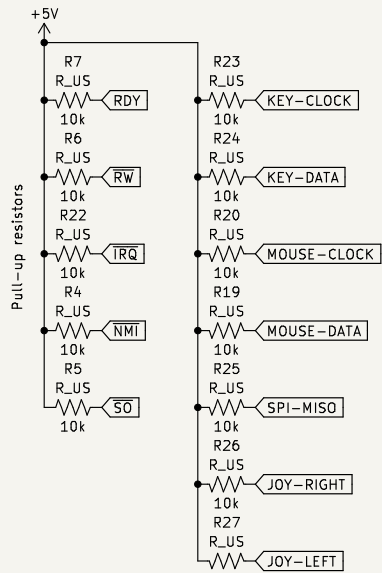 +5V
R7
R_US
RDY
10k
R6
R_US
RW
10k
R22
R_US
IRQ
10k
R4
R_US
NMI
10k
R5
R_US
SO
10k
Pull-up resistors
R23
R_US
KEY-CLOCK
10k
R24
R_US
KEY-DATA
10k
R20
R_US
MOUSE-CLOCK
10k
R19
R_US
MOUSE-DATA
10k
R25
R_US
SPI-MISO
10k
R26
R_US
JOY-RIGHT
10k
R27
R_US
JOY-LEFT